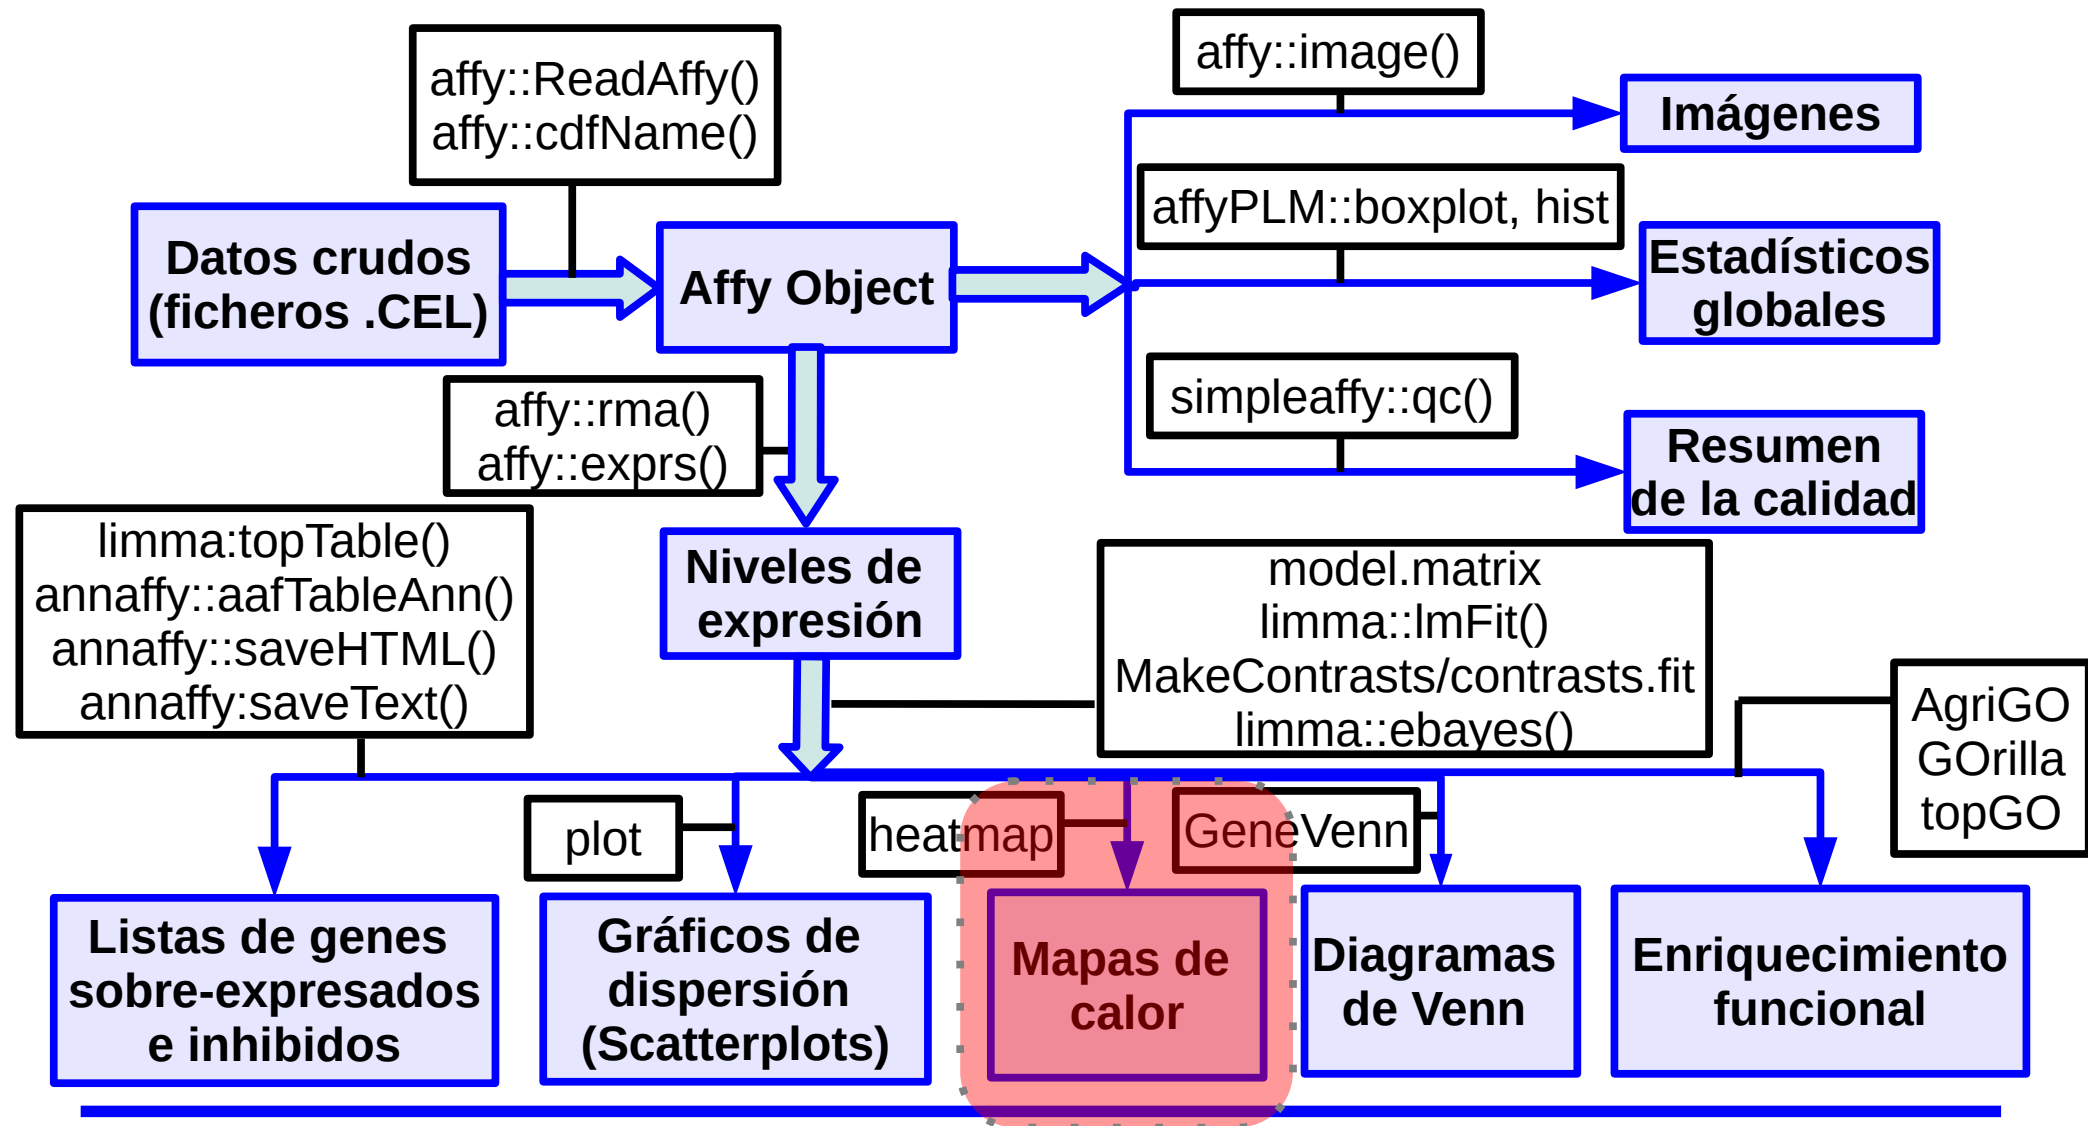 affy::ReadAffy()
affy::cdfName()
affy::image()
Imágenes
affyPLM::boxplot, hist
Datos crudos
(ficheros .CEL)
Affy Object
Estadísticos
globales
affy::rma()
affy::exprs()
simpleaffy::qc()
Resumen
de la calidad
limma:topTable()
annaffy::aafTableAnn()
annaffy::saveHTML()
annaffy:saveText()
Niveles de
expresión
model.matrix
limma::lmFit()
MakeContrasts/contrasts.fit
limma::ebayes()
AgriGO
GOrilla
topGO
plot
heatmap
GeneVenn
Listas de genes
sobre-expresados
e inhibidos
Gráficos de
dispersión
(Scatterplots)
Mapas de
calor
Diagramas
de Venn
Enriquecimiento
funcional